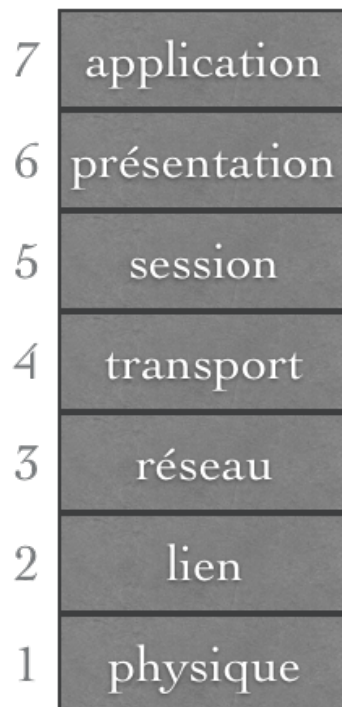 7 application
6 présentation
5 session
4 transport
3 réseau
2 lien
1 physique